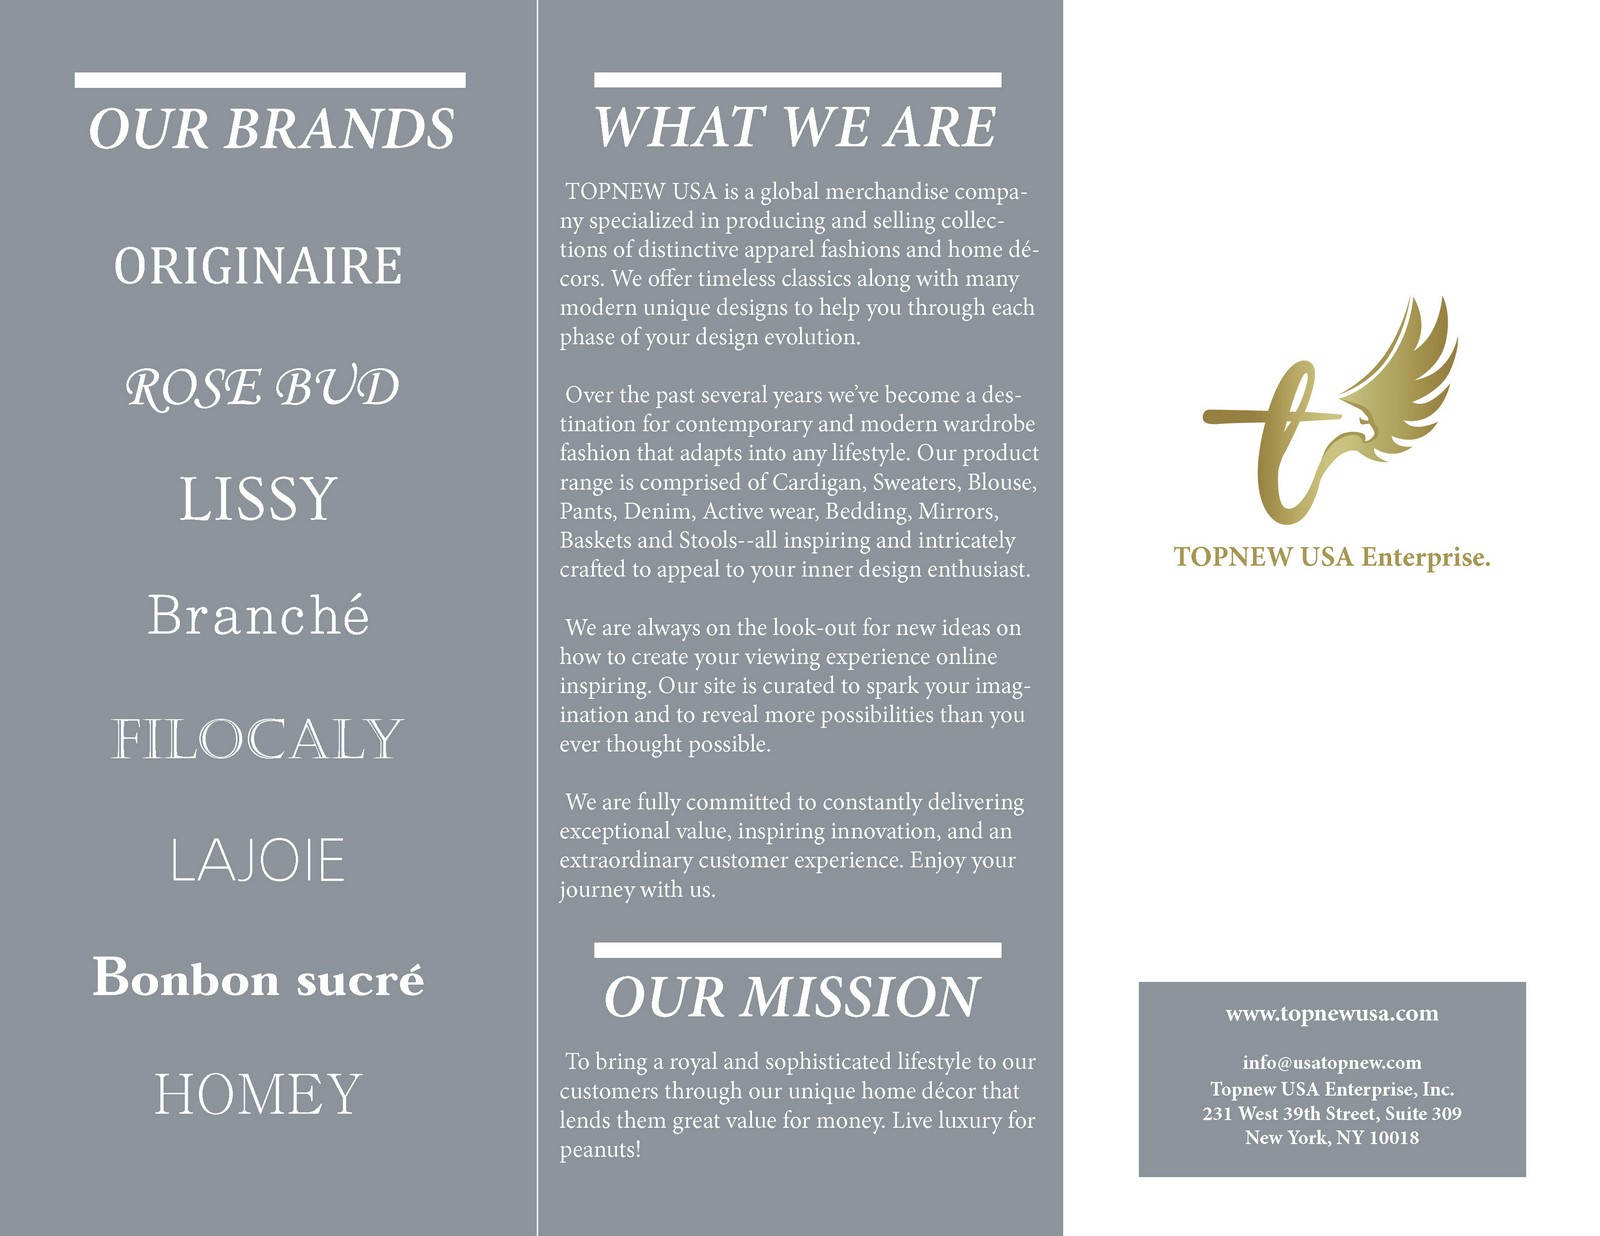 OUR BRANDS
ORIGINAIRE
ROSE BUD
LISSY
Branché
FILOCALY
LAJOIE
Bonbon sucré
HOMEY
WHAT WE ARE
TOPNEW USA is a global merchandise compa-
ny specialized in producing and selling collec-
tions of distinctive apparel fashions and home dé-
cors. We offer timeless classics along with many
modern unique designs to help you through each
phase of your design evolution.
Over the past several years we’ve become a des-
tination for contemporary and modern wardrobe
fashion that adapts into any lifestyle. Our product
range is comprised of Cardigan, Sweaters, Blouse,
Pants, Denim, Active wear, Bedding, Mirrors,
Baskets and Stools--all inspiring and intricately
crafted to appeal to your inner design enthusiast.
We are always on the look-out for new ideas on
how to create your viewing experience online
inspiring. Our site is curated to spark your imag-
ination and to reveal more possibilities than you
ever thought possible.
We are fully committed to constantly delivering
exceptional value, inspiring innovation, and an
extraordinary customer experience. Enjoy your
journey with us.
OUR MISSION
To bring a royal and sophisticated lifestyle to our
customers through our unique home décor that
lends them great value for money. Live luxury for
peanuts!
TOPNEW USA Enterprise.
www.topnewusa.com
info@usatopnew.com
Topnew USA Enterprise, Inc.
231 West 39th Street, Suite 309
New York, NY 10018